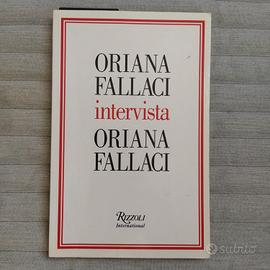 ORIANA
FALLACI
intervista
ORIANA
FALLACI
RIZZOLI
International
subito